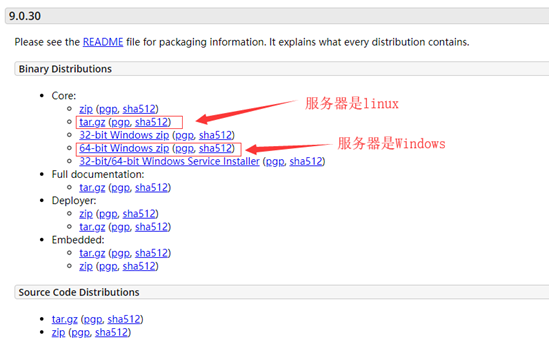 9.0.30
Please see the README file for packaging information. It explains what every distribution contains.
Binary Distributions
Core:
zip (pgp, sha512)
tar.gz (pgp, sha512)
服务器是linux
32-bit Windows zip (pgp, sha512)
64-bit Windows zip (pgp, sha512)
服务器是Windows
32-bit/64-bit Windows Service Installer (pgp, sha512)
Full documentation:
tar.gz (pgp, sha512)
Deployer:
zip (pgp, sha512)
tar.gz (pgp, sha512)
Embedded:
tar.gz (pgp, sha512)
zip (pgp, sha512)
Source Code Distributions
tar.gz (pgp, sha512)
zip (pgp, sha512)